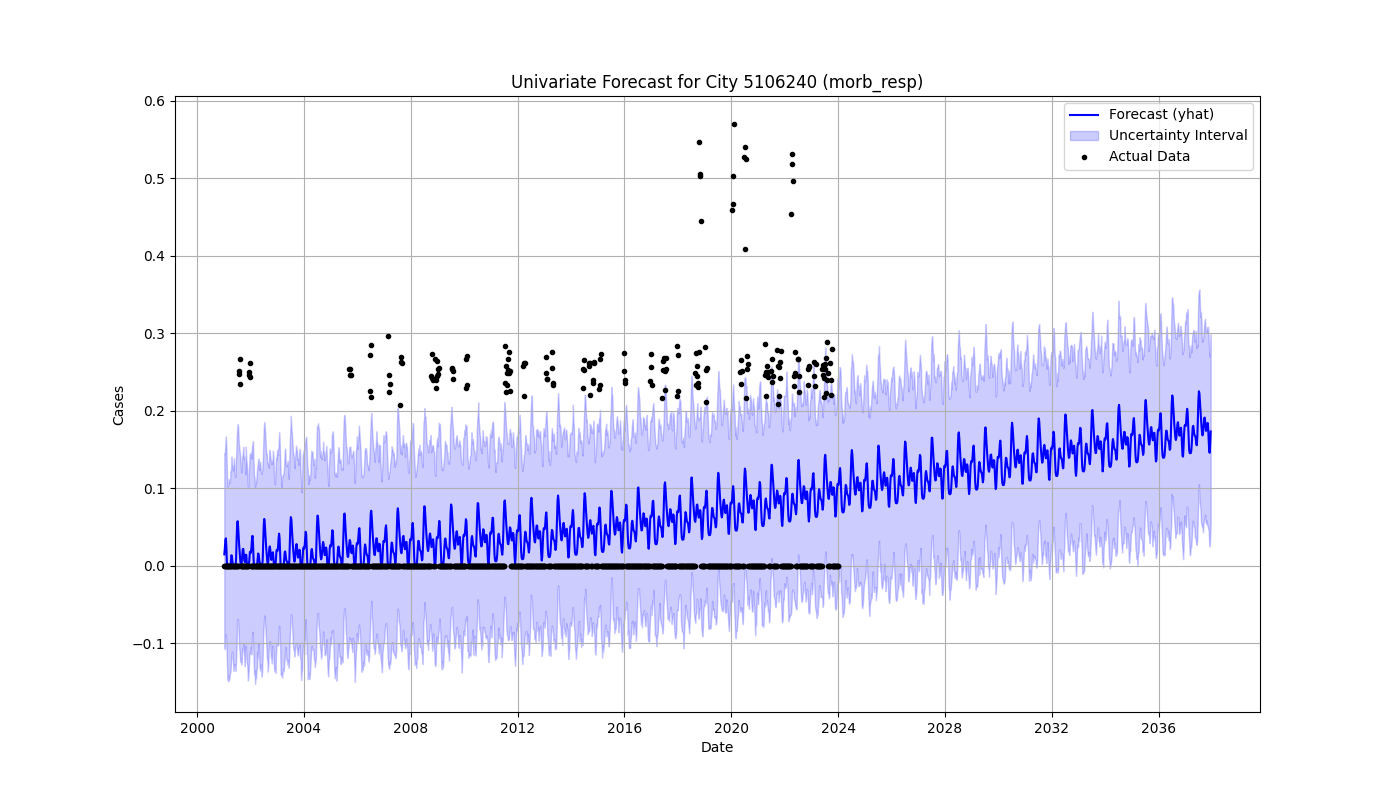 Univariate Forecast for City 5106240 (morb_resp)
Forecast (yhat)
Uncertainty Interval
Actual Data
Cases
0.6
0.5
0.4
0.3
0.2
0.1
0.0
−0.1
2000 2004 2008 2012 2016 2020 2024 2028 2032 2036
Date